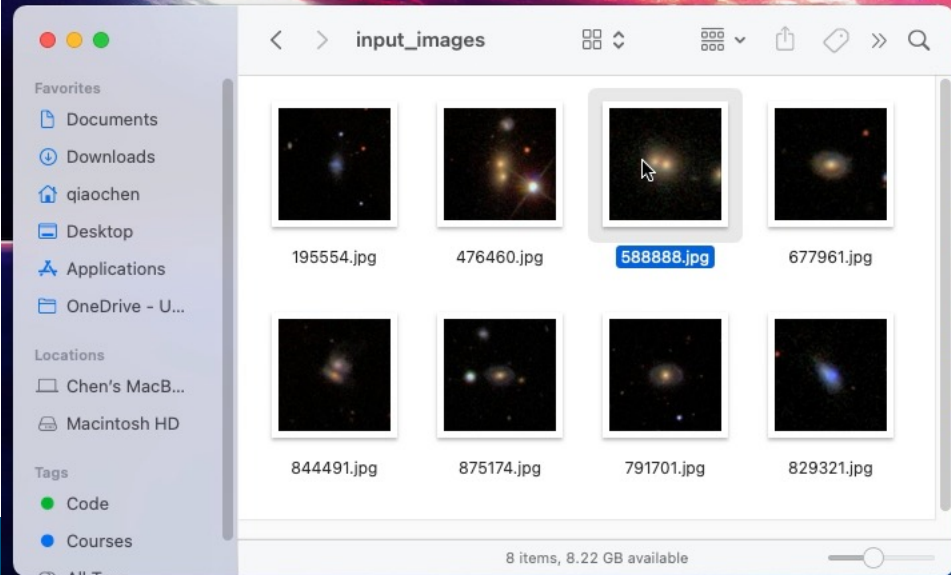 input_images
Favorites
Documents
Downloads
qiaochen
Desktop
Applications
OneDrive - U...
Locations
Chen's MacB...
Macintosh HD
Tags
Code
Courses
195554.jpg
476460.jpg
588888.jpg
677961.jpg
844491.jpg
875174.jpg
791701.jpg
829321.jpg
8 items, 8.22 GB available